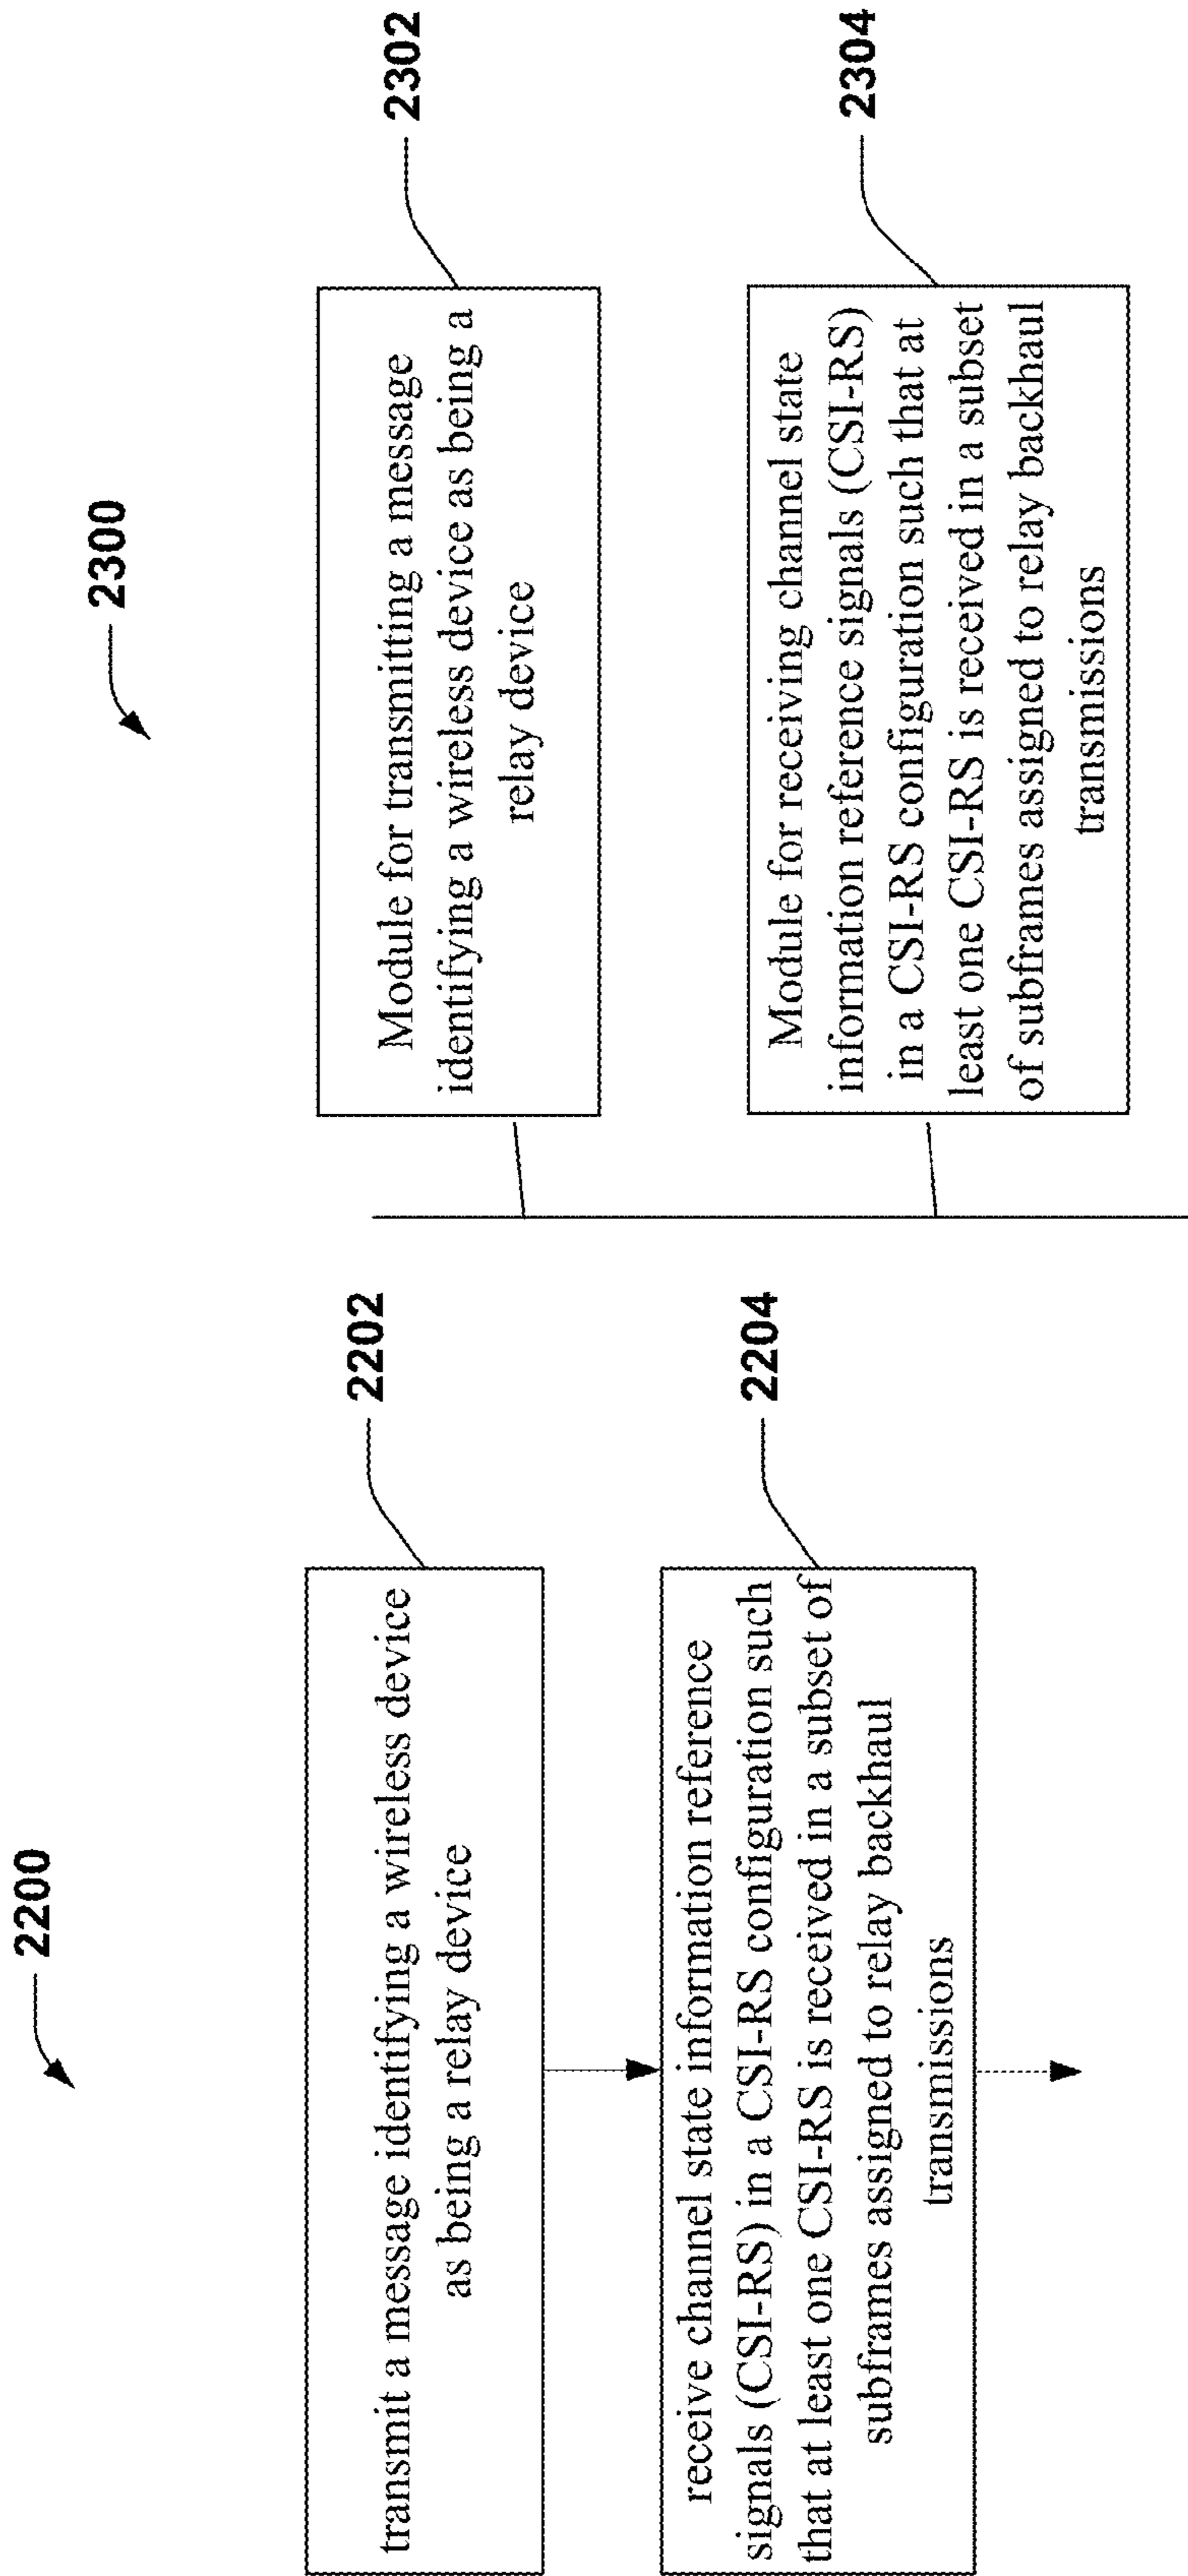 2200
transmit a message identifying a wireless device
as being a relay device
2202
receive channel state information reference
signals (CSI-RS) in a CSI-RS configuration such
that at least one CSI-RS is received in a subset of
subframes assigned to relay backhaul
transmissions
2204
2300
Module for transmitting a message
identifying a wireless device as being a
relay device
2302
Module for receiving channel state
information reference signals (CSI-RS)
in a CSI-RS configuration such that at
least one CSI-RS is received in a subset
of subframes assigned to relay backhaul
transmissions
2304